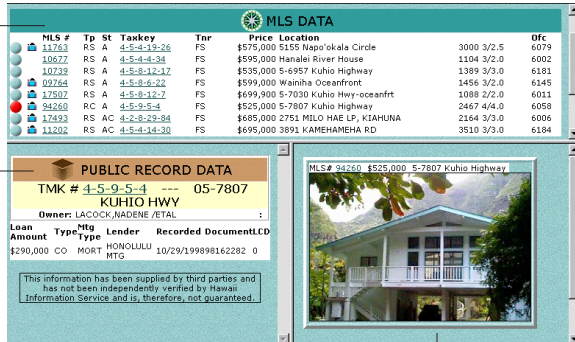 MLS DATA
MLS # Tp St Taxkey Tnr Price Location Ofc
11763 RS A 4-5-4-19-26 FS $575,000 5155 Napo'okala Circle 3000 3/2.5 6079
10677 RS A 4-5-4-4-34 FS $595,000 Hanalei River House 1104 3/2.0 6002
10739 RS A 4-5-8-12-17 FS $535,000 5-6957 Kuhio Highway 1389 3/3.0 6181
09764 RS A 4-5-8-6-22 FS $599,000 Wainiha Oceanfront 1456 3/2.0 6145
17507 RS A 4-5-8-12-7 FS $699,900 5-7030 Kuhio Hwy-oceanfrt 1088 2/2.0 6011
94260 RC A 4-5-9-5-4 FS $525,000 5-7807 Kuhio Highway 2467 4/4.0 6058
17493 RS AC 4-2-8-29-84 FS $685,000 2751 MILO HAE LP, KIAHUNA 2164 3/3.0 6006
11202 RS AC 4-5-4-14-30 FS $695,000 3891 KAMEHAMEHA RD 3510 3/3.0 6184
PUBLIC RECORD DATA
TMK # 4-5-9-5-4 --- 05-7807
KUHIO HWY
Owner: LACOCK,NADENE /ETAL :
Loan Amount Type Mtg Type Lender Recorded Document LCD
$290,000 CO MORT HONOLULU MTG 10/29/1998 98162282 0
This information has been supplied by third parties and
has not been independently verified by Hawaii
Information Service and is, therefore, not guaranteed.
MLS# 94260 $525,000 5-7807 Kuhio Highway